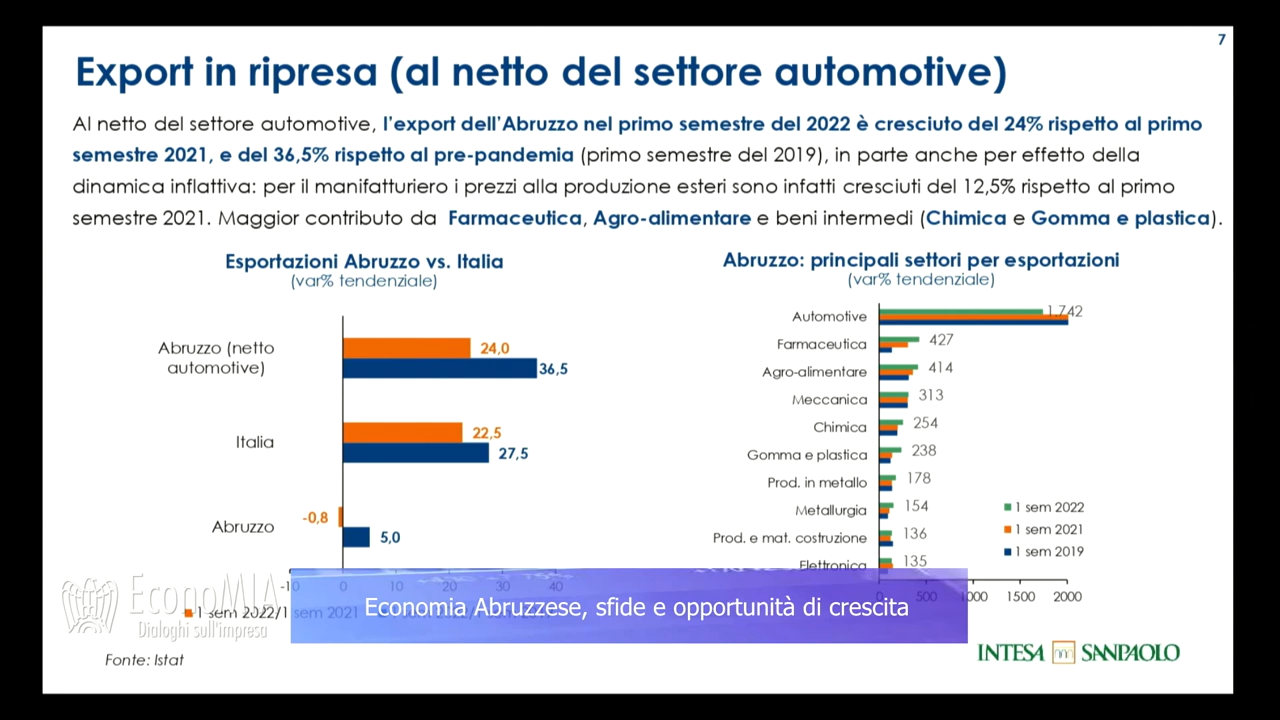 7
Export in ripresa (al netto del settore automotive)
Al netto del settore automotive, l'export dell'Abruzzo nel primo semestre del 2022 è cresciuto del 24% rispetto al primo
semestre 2021, e del 36,5% rispetto al pre-pandemia (primo semestre del 2019), in parte anche per effetto della
dinamica inflattiva: per il manifatturiero i prezzi alla produzione esteri sono infatti cresciuti del 12,5% rispetto al primo
semestre 2021. Maggior contributo da Farmaceutica, Agro-alimentare e beni intermedi (Chimica e Gomma e plastica).
Esportazioni Abruzzo vs. Italia
(var% tendenziale)
Abruzzo (netto
automotive)
24,0
36,5
Italia
22,5
27,5
Abruzzo
-0,8
5,0
-10 0 10 20 30 40
1 sem 2022/1 sem 2021
Abruzzo: principali settori per esportazioni
(var% tendenziale)
Automotive 1.742
Farmaceutica 427
Agro-alimentare 414
Meccanica 313
Chimica 254
Gomma e plastica 238
Prod. in metallo 178
Metallurgia 154
Prod. e mat. costruzione 136
Elettronica 135
1 sem 2022
1 sem 2021
1 sem 2019
0 500 1000 1500 2000
EconoMIA
Dialoghi sull'impresa
Economia Abruzzese, sfide e opportunità di crescita
Fonte: Istat
INTESA SANPAOLO